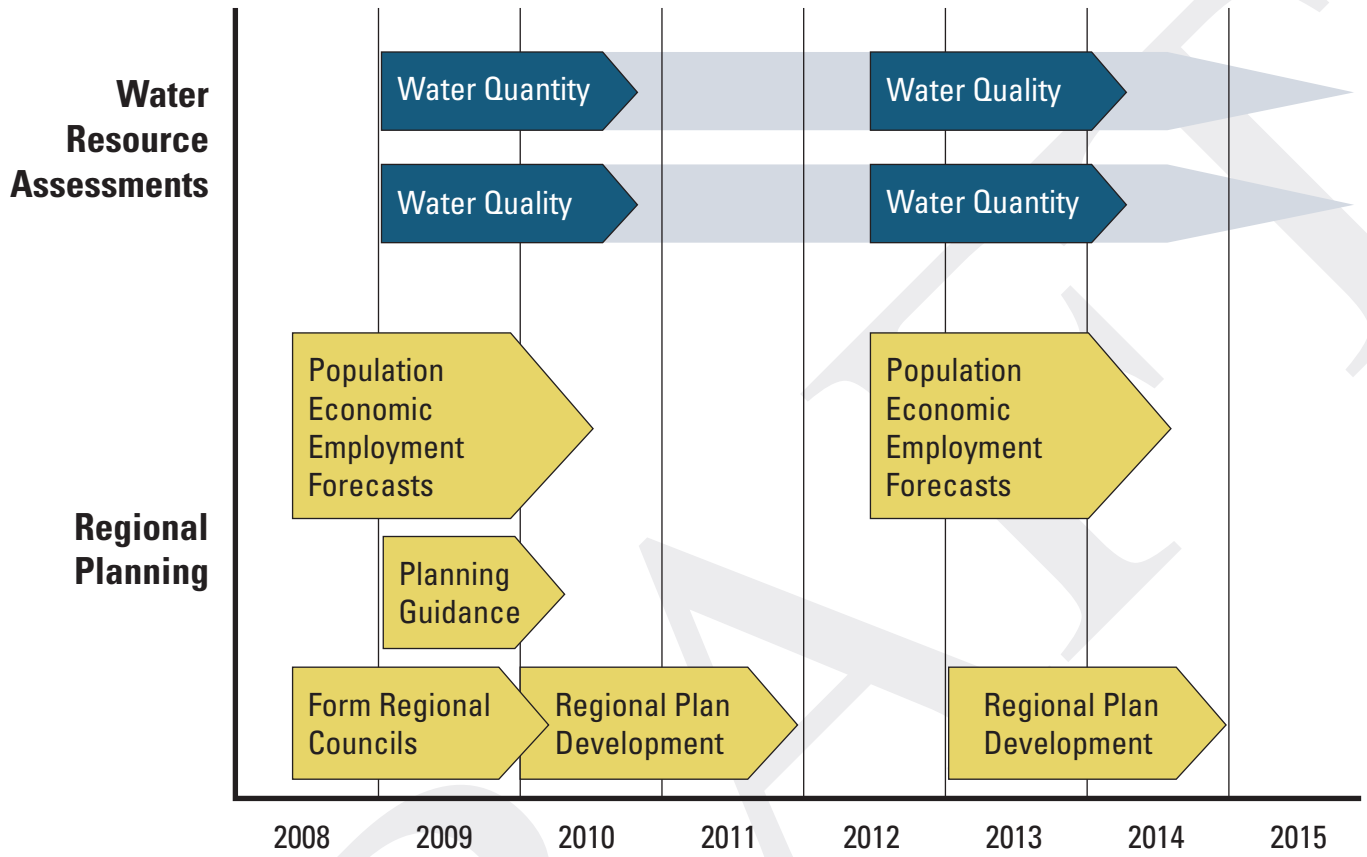 Water
Resource
Assessments
Water Quantity
Water Quality
Water Quality
Water Quantity
Regional
Planning
Population
Economic
Employment
Forecasts
Population
Economic
Employment
Forecasts
Planning
Guidance
Form Regional
Councils
Regional Plan
Development
Regional Plan
Development
2008 2009 2010 2011 2012 2013 2014 2015